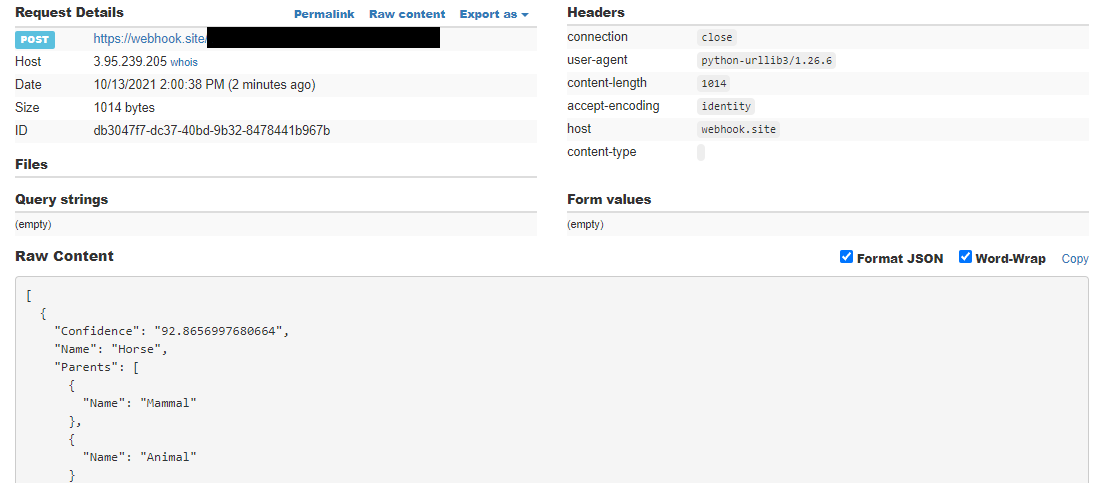 Request Details Permalink Raw content Export as
POST https://webhook.site/
Host 3.95.239.205 whois
Date 10/13/2021 2:00:38 PM (2 minutes ago)
Size 1014 bytes
ID db3047f7-dc37-40bd-9b32-8478441b967b
Files
Query strings
(empty)
Headers
connection close
user-agent python-urllib3/1.26.6
content-length 1014
accept-encoding identity
host webhook.site
content-type
Form values
(empty)
Raw Content Format JSON Word-Wrap Copy
[
{
"Confidence": "92.8656997680664",
"Name": "Horse",
"Parents": [
{
"Name": "Mammal"
},
{
"Name": "Animal"
}